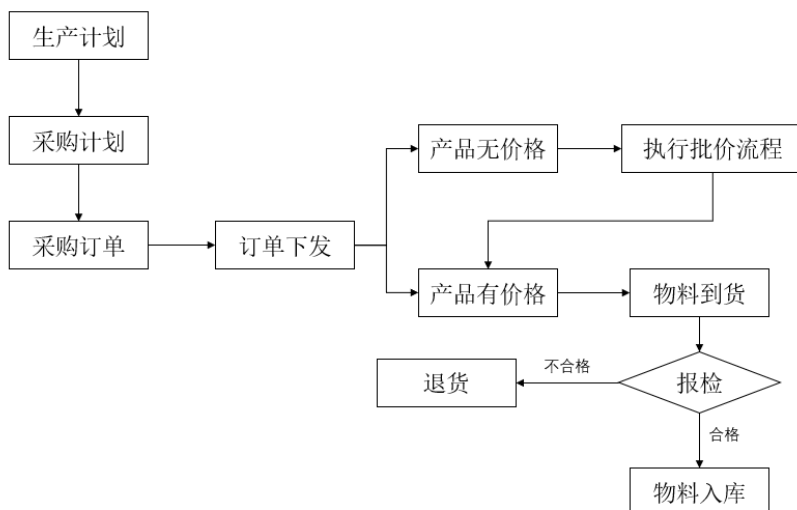 生产计划
采购计划
产品无价格
执行批价流程
采购订单
订单下发
产品有价格
物料到货
不合格
退货
报检
合格
物料入库